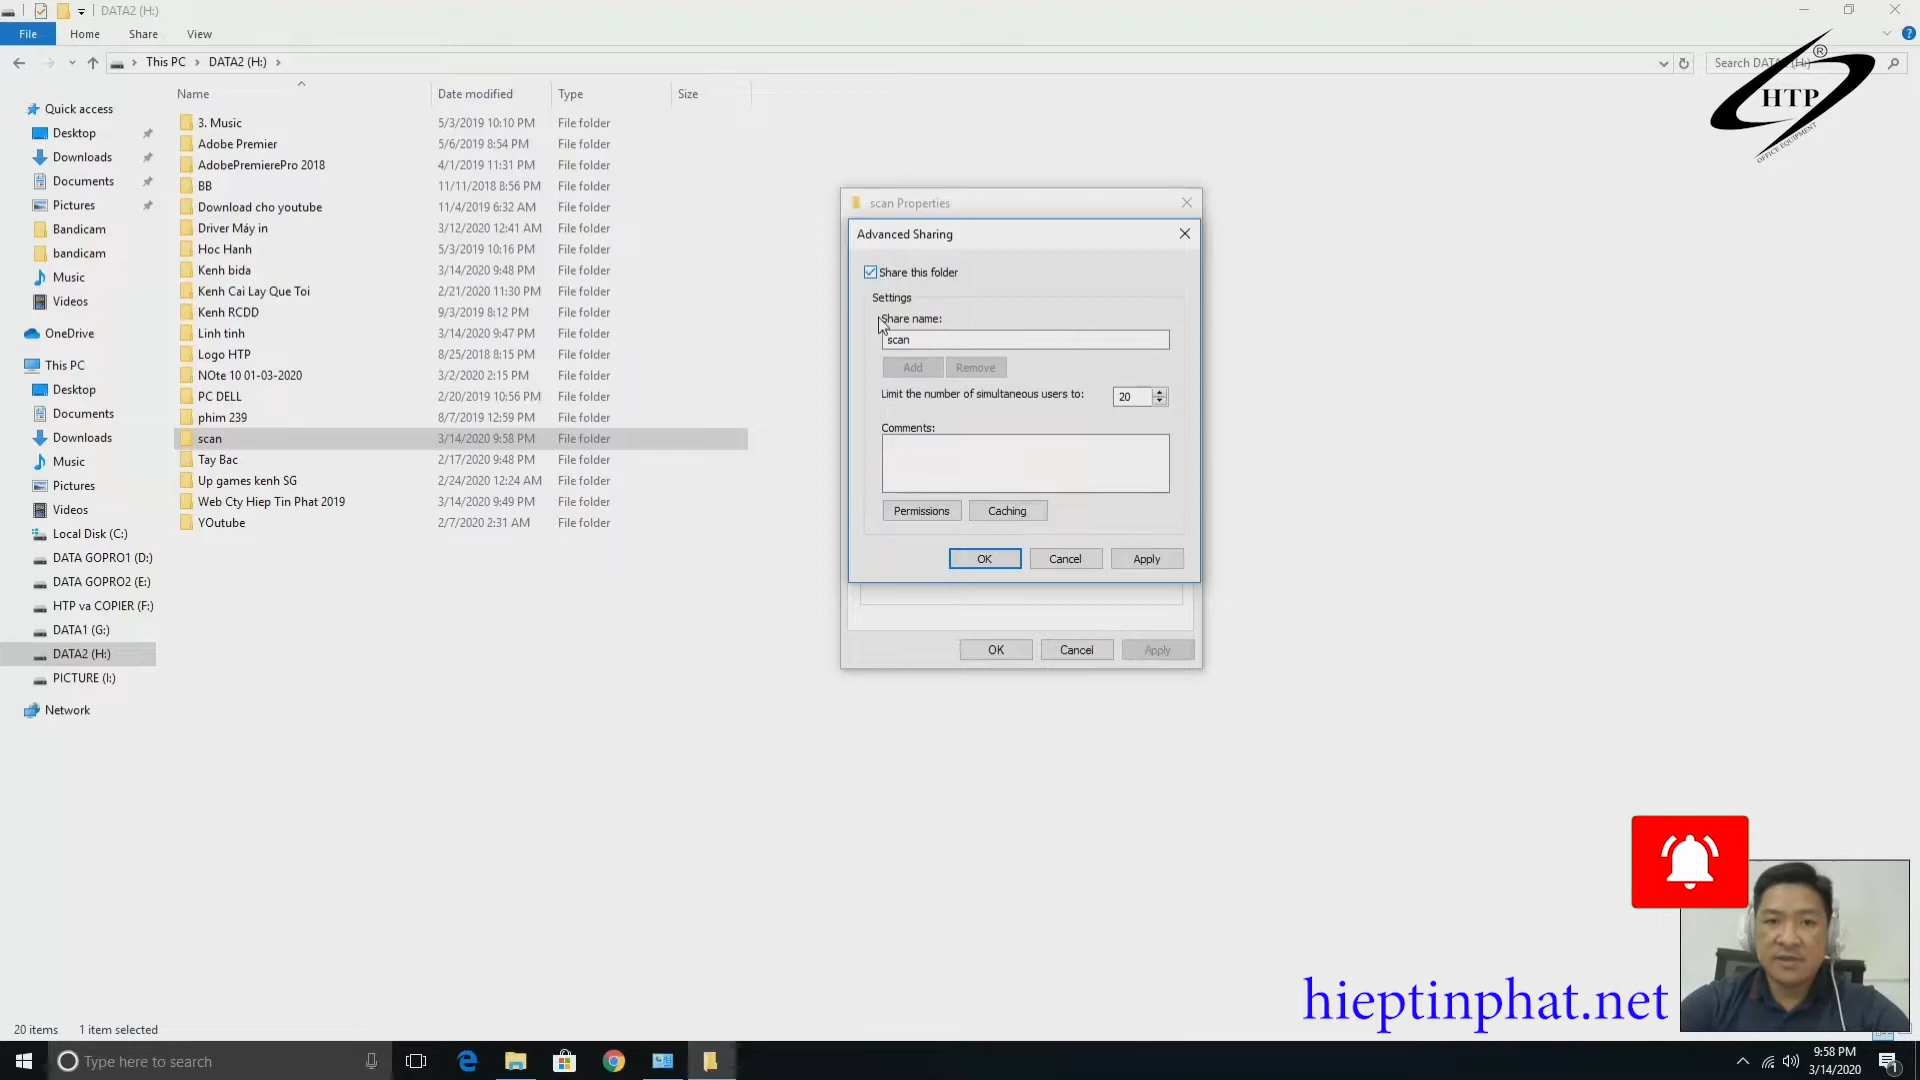 DATA2 (H:)
File Home Share View
This PC DATA2 (H:)
HTP
®
OFFICE EQUIPMENT
Name Date modified Type Size
Quick access
Desktop
Downloads
Documents
Pictures
Bandicam
bandicam
Music
Videos
OneDrive
This PC
Desktop
Documents
Downloads
Music
Pictures
Videos
Local Disk (C:)
DATA GOPRO1 (D:)
DATA GOPRO2 (E:)
HTP va COPIER (F:)
DATA1 (G:)
DATA2 (H:)
PICTURE (I:)
Network
3. Music 5/3/2019 10:10 PM File folder
Adobe Premier 5/6/2019 8:54 PM File folder
AdobePremierePro 2018 4/1/2019 11:31 PM File folder
BB 11/11/2018 8:56 PM File folder
Download cho youtube 11/4/2019 6:32 AM File folder
Driver Máy in 3/12/2020 12:41 AM File folder
Hoc Hanh 5/3/2019 10:16 PM File folder
Kenh bida 3/14/2020 9:48 PM File folder
Kenh Cai Lay Que Toi 2/21/2020 11:30 PM File folder
Kenh RCDD 9/3/2019 8:12 PM File folder
Linh tinh 3/14/2020 9:47 PM File folder
Logo HTP 8/25/2018 8:15 PM File folder
NOte 10 01-03-2020 3/2/2020 2:15 PM File folder
PC DELL 2/20/2019 10:56 PM File folder
phim 239 8/7/2019 12:59 PM File folder
scan 3/14/2020 9:58 PM File folder
Tay Bac 2/17/2020 9:48 PM File folder
Up games kenh SG 2/24/2020 12:24 AM File folder
Web Cty Hiep Tin Phat 2019 3/14/2020 9:49 PM File folder
YOutube 2/7/2020 2:31 AM File folder
scan Properties
Advanced Sharing
Share this folder
Settings
Share name:
scan
Add Remove
Limit the number of simultaneous users to: 20
Comments:
Permissions Caching
OK Cancel Apply
OK Cancel Apply
hieptinphat.net
20 items 1 item selected
Type here to search
9:58 PM
3/14/2020
1